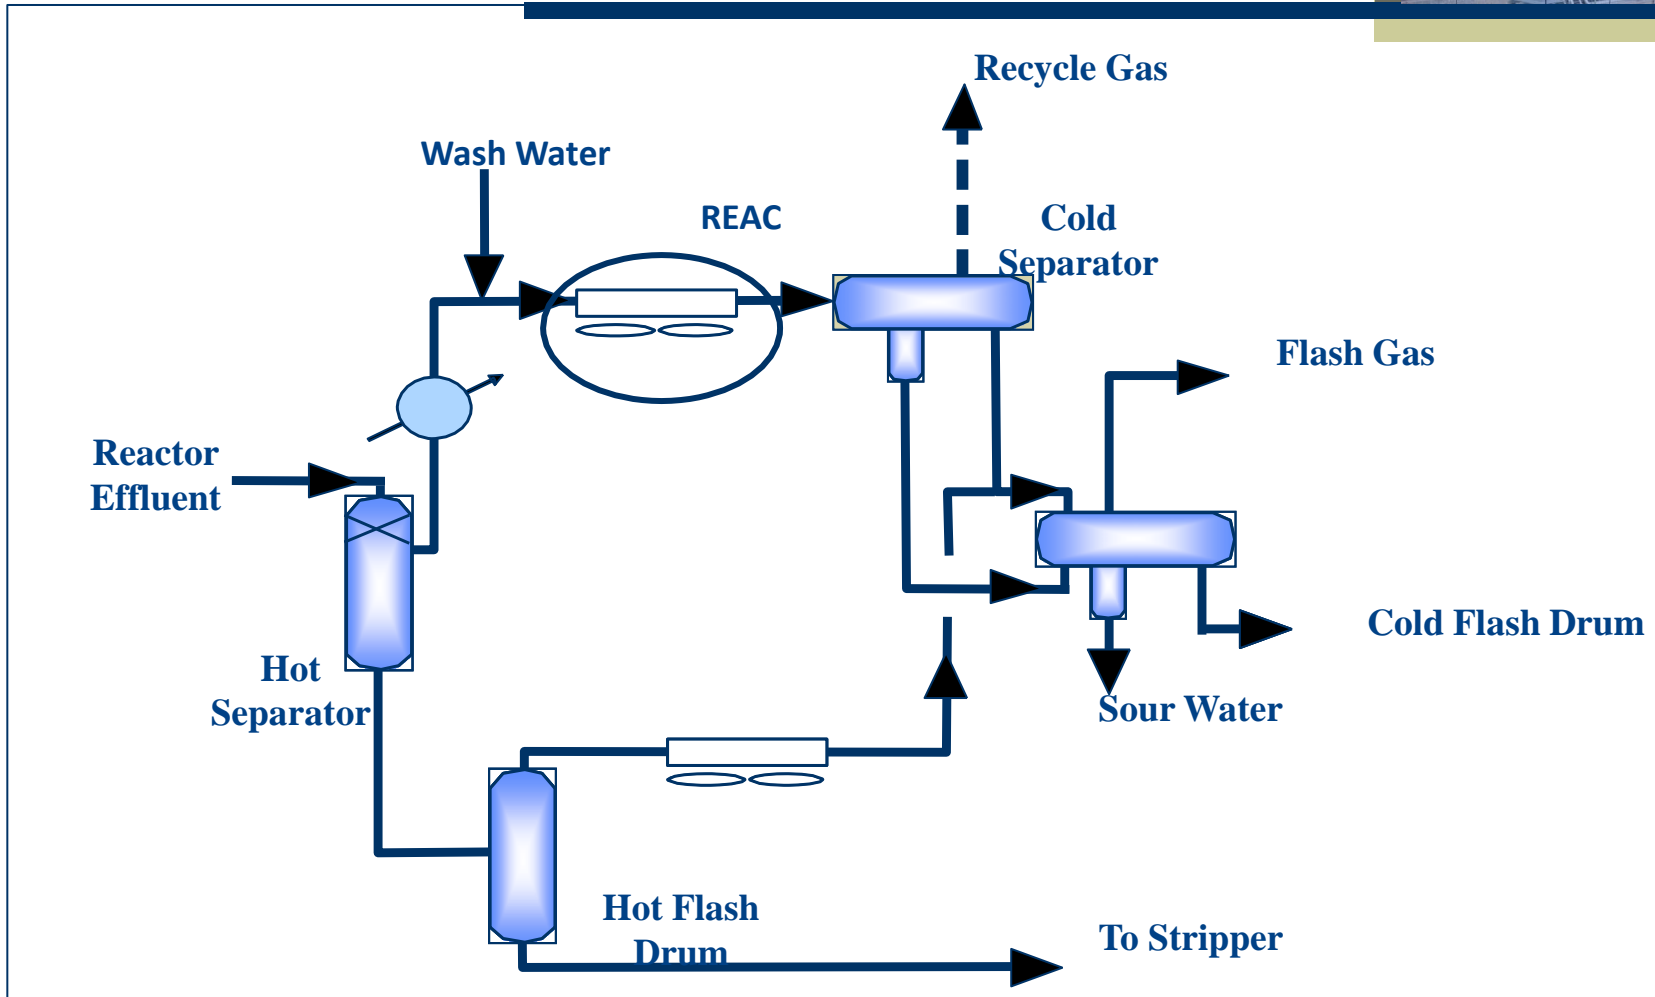 Recycle Gas
Wash Water
REAC
Cold
Separator
Flash Gas
Reactor
Effluent
Cold Flash Drum
Hot
Separator
Sour Water
Hot Flash
Drum
To Stripper